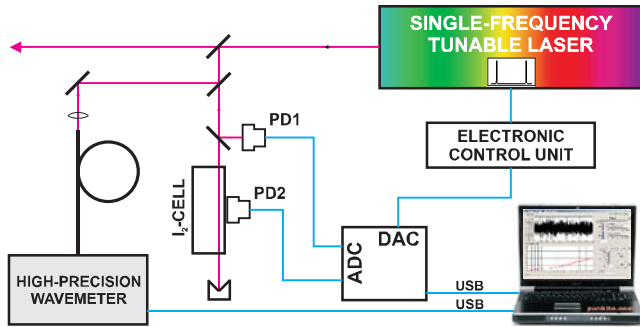 SINGLE-FREQUENCY
TUNABLE LASER
PD1
ELECTRONIC
CONTROL UNIT
PD2
I₂-CELL
DAC
ADC
HIGH-PRECISION
WAVEMETER
USB
USB